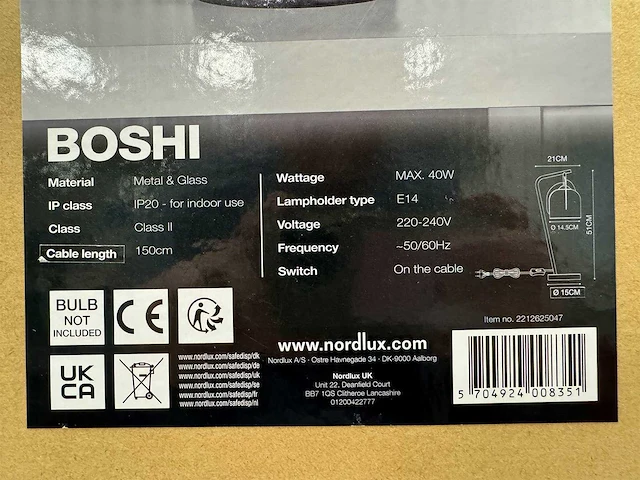 BOSHI
Material Metal & Glass
IP class IP20 - for indoor use
Class Class II
Cable length 150cm
Wattage MAX. 40W
Lampholder type E14
Voltage 220-240V
Frequency ~50/60Hz
Switch On the cable
21CM
Ø 14.5CM
51CM
Ø 15CM
BULB
NOT
INCLUDED
CE
UK
CA
www.nordlux.com/safedisp/dk
www.nordlux.com/safedisp/de
www.nordlux.com/safedisp/uk
www.nordlux.com/safedisp/se
www.nordlux.com/safedisp/fr
www.nordlux.com/safedisp/nl
www.nordlux.com
Nordlux A/S · Ostre Havnegade 34 · DK-9000 Aalborg
Nordlux UK
Unit 22, Deanfield Court
BB7 1QS Clitheroe Lancashire
01200422777
Item no. 2212625047
5 704924 008351